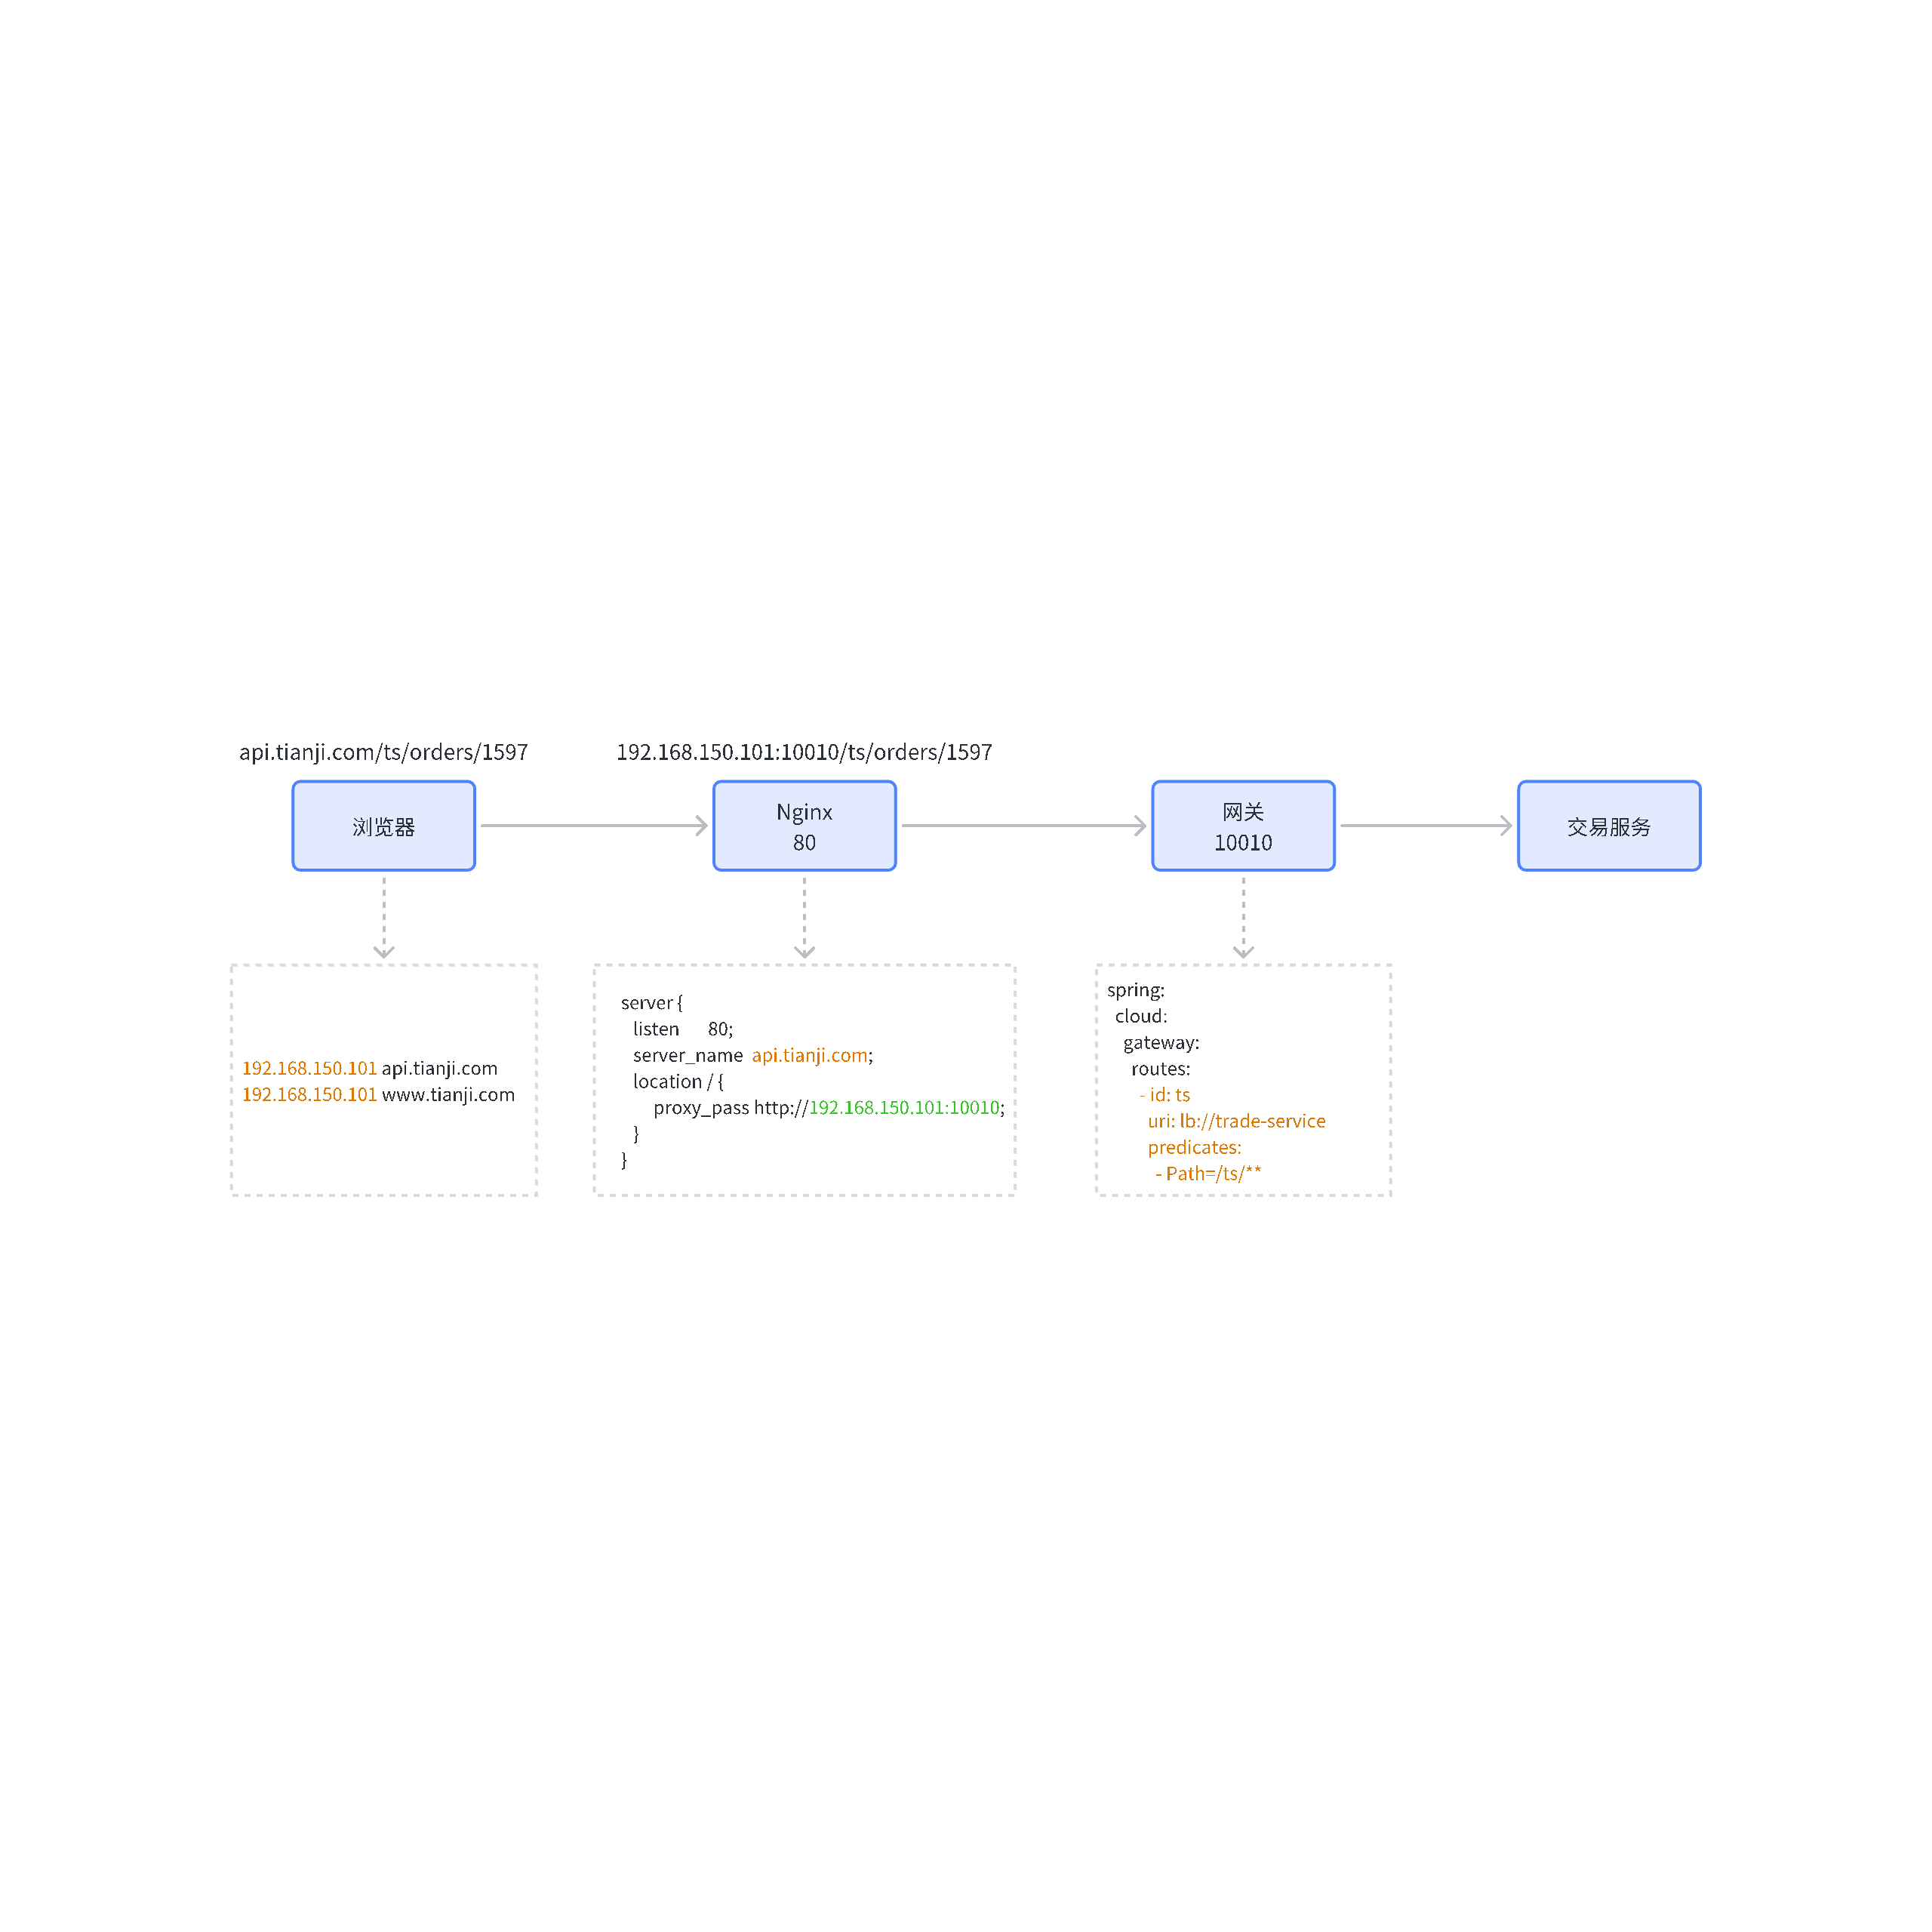 api.tianji.com/ts/orders/1597
192.168.150.101:10010/ts/orders/1597
浏览器
Nginx
80
网关
10010
交易服务
192.168.150.101 api.tianji.com
192.168.150.101 www.tianji.com
server {
listen 80;
server_name api.tianji.com;
location / {
proxy_pass http://192.168.150.101:10010;
}
}
spring:
cloud:
gateway:
routes:
- id: ts
uri: lb://trade-service
predicates:
- Path=/ts/**